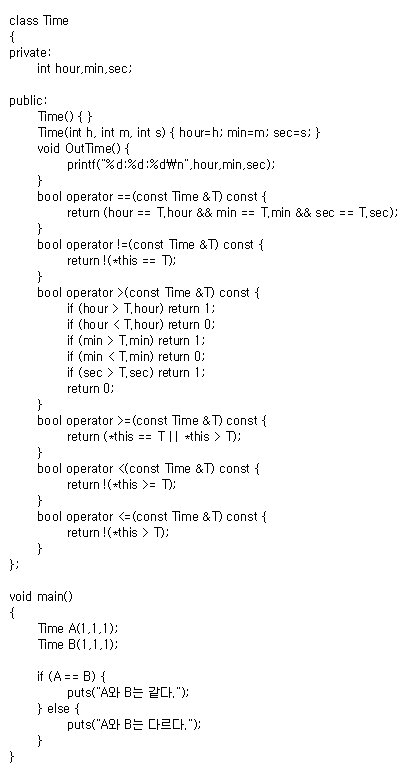 class Time
{
private:
int hour,min,sec;
public:
Time() { }
Time(int h, int m, int s) { hour=h; min=m; sec=s; }
void OutTime() {
printf("%d:%d:%d₩n",hour,min,sec);
}
bool operator ==(const Time &T) const {
return (hour == T.hour && min == T.min && sec == T.sec);
}
bool operator !=(const Time &T) const {
return !(*this == T);
}
bool operator >(const Time &T) const {
if (hour > T.hour) return 1;
if (hour < T.hour) return 0;
if (min > T.min) return 1;
if (min < T.min) return 0;
if (sec > T.sec) return 1;
return 0;
}
bool operator >=(const Time &T) const {
return (*this == T || *this > T);
}
bool operator <(const Time &T) const {
return !(*this >= T);
}
bool operator <=(const Time &T) const {
return !(*this > T);
}
};
void main()
{
Time A(1,1,1);
Time B(1,1,1);
if (A == B) {
puts("A와 B는 같다.");
} else {
puts("A와 B는 다르다.");
}
}